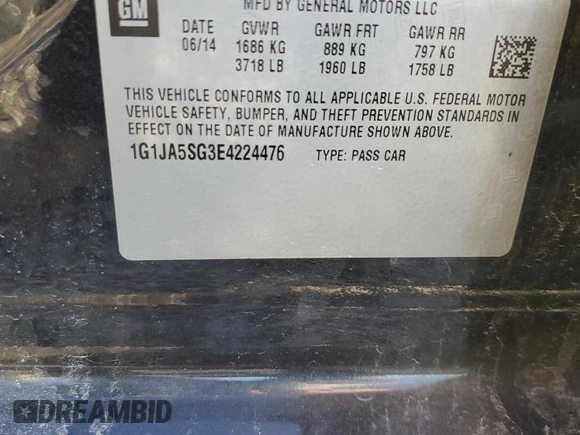 GM
MFD BY GENERAL MOTORS LLC
DATE GVWR GAWR FRT GAWR RR
06/14 1686 KG 889 KG 797 KG
3718 LB 1960 LB 1758 LB
THIS VEHICLE CONFORMS TO ALL APPLICABLE U.S. FEDERAL MOTOR
VEHICLE SAFETY, BUMPER, AND THEFT PREVENTION STANDARDS IN
EFFECT ON THE DATE OF MANUFACTURE SHOWN ABOVE.
1G1JA5SG3E4224476 TYPE: PASS CAR
DREAMBID